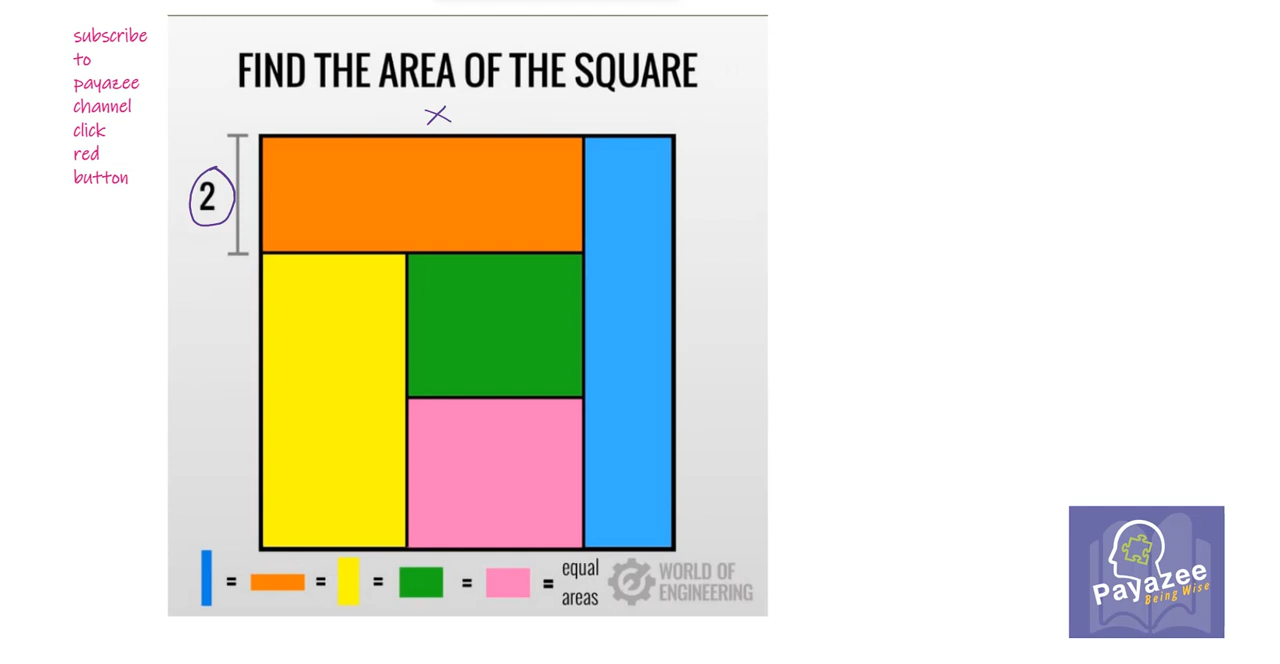 subscribe
to
payazee
channel
click
red
button
FIND THE AREA OF THE SQUARE
x
2
= = = = = equal
areas
WORLD OF
ENGINEERING
Payazee
Being Wise